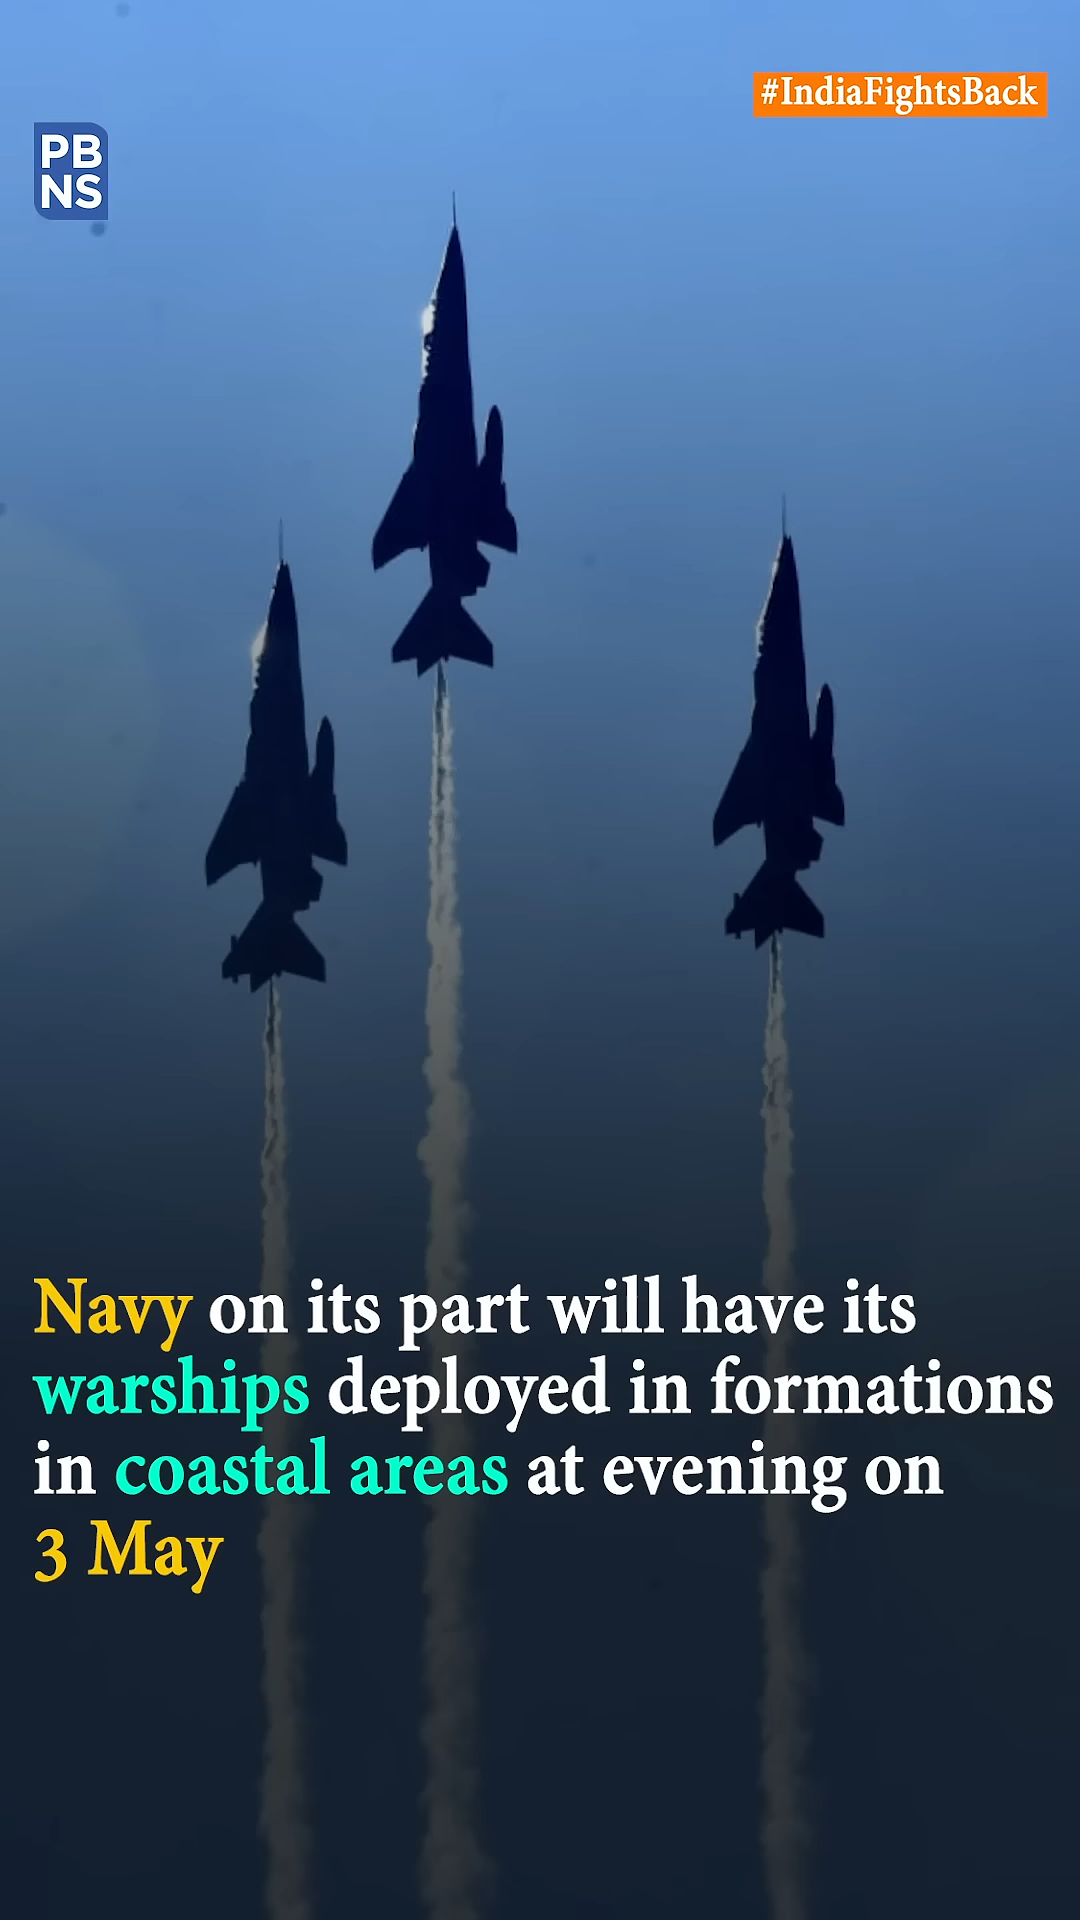 #IndiaFightsBack
PB
NS
Navy on its part will have its
warships deployed in formations
in coastal areas at evening on
3 May